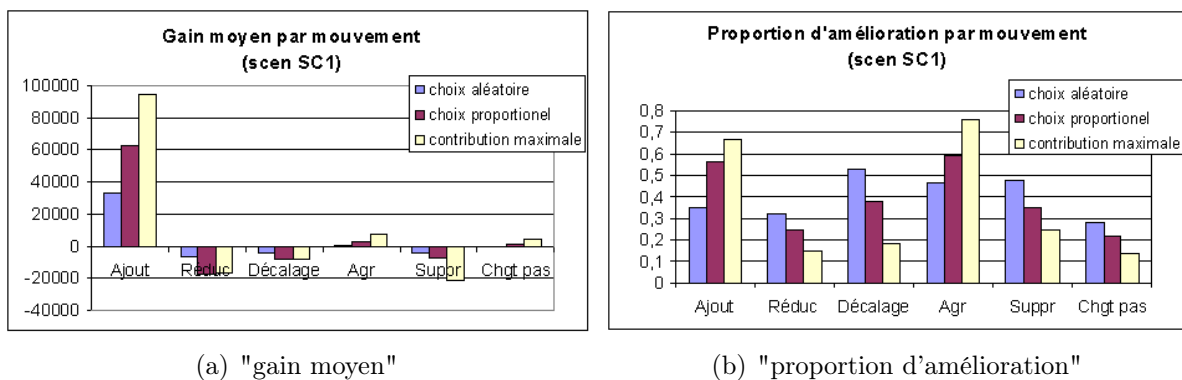 Gain moyen par mouvement
(scen SC1)
choix aléatoire
choix proportionel
contribution maximale
100000
80000
60000
40000
20000
0
-20000
-40000
Ajout Réduc Décalage Agr Suppr Chgt pas
(a) "gain moyen"
Proportion d'amélioration par mouvement
(scen SC1)
choix aléatoire
choix proportionel
contribution maximale
0,8
0,7
0,6
0,5
0,4
0,3
0,2
0,1
0
Ajout Réduc Décalage Agr Suppr Chgt pas
(b) "proportion d'amélioration"